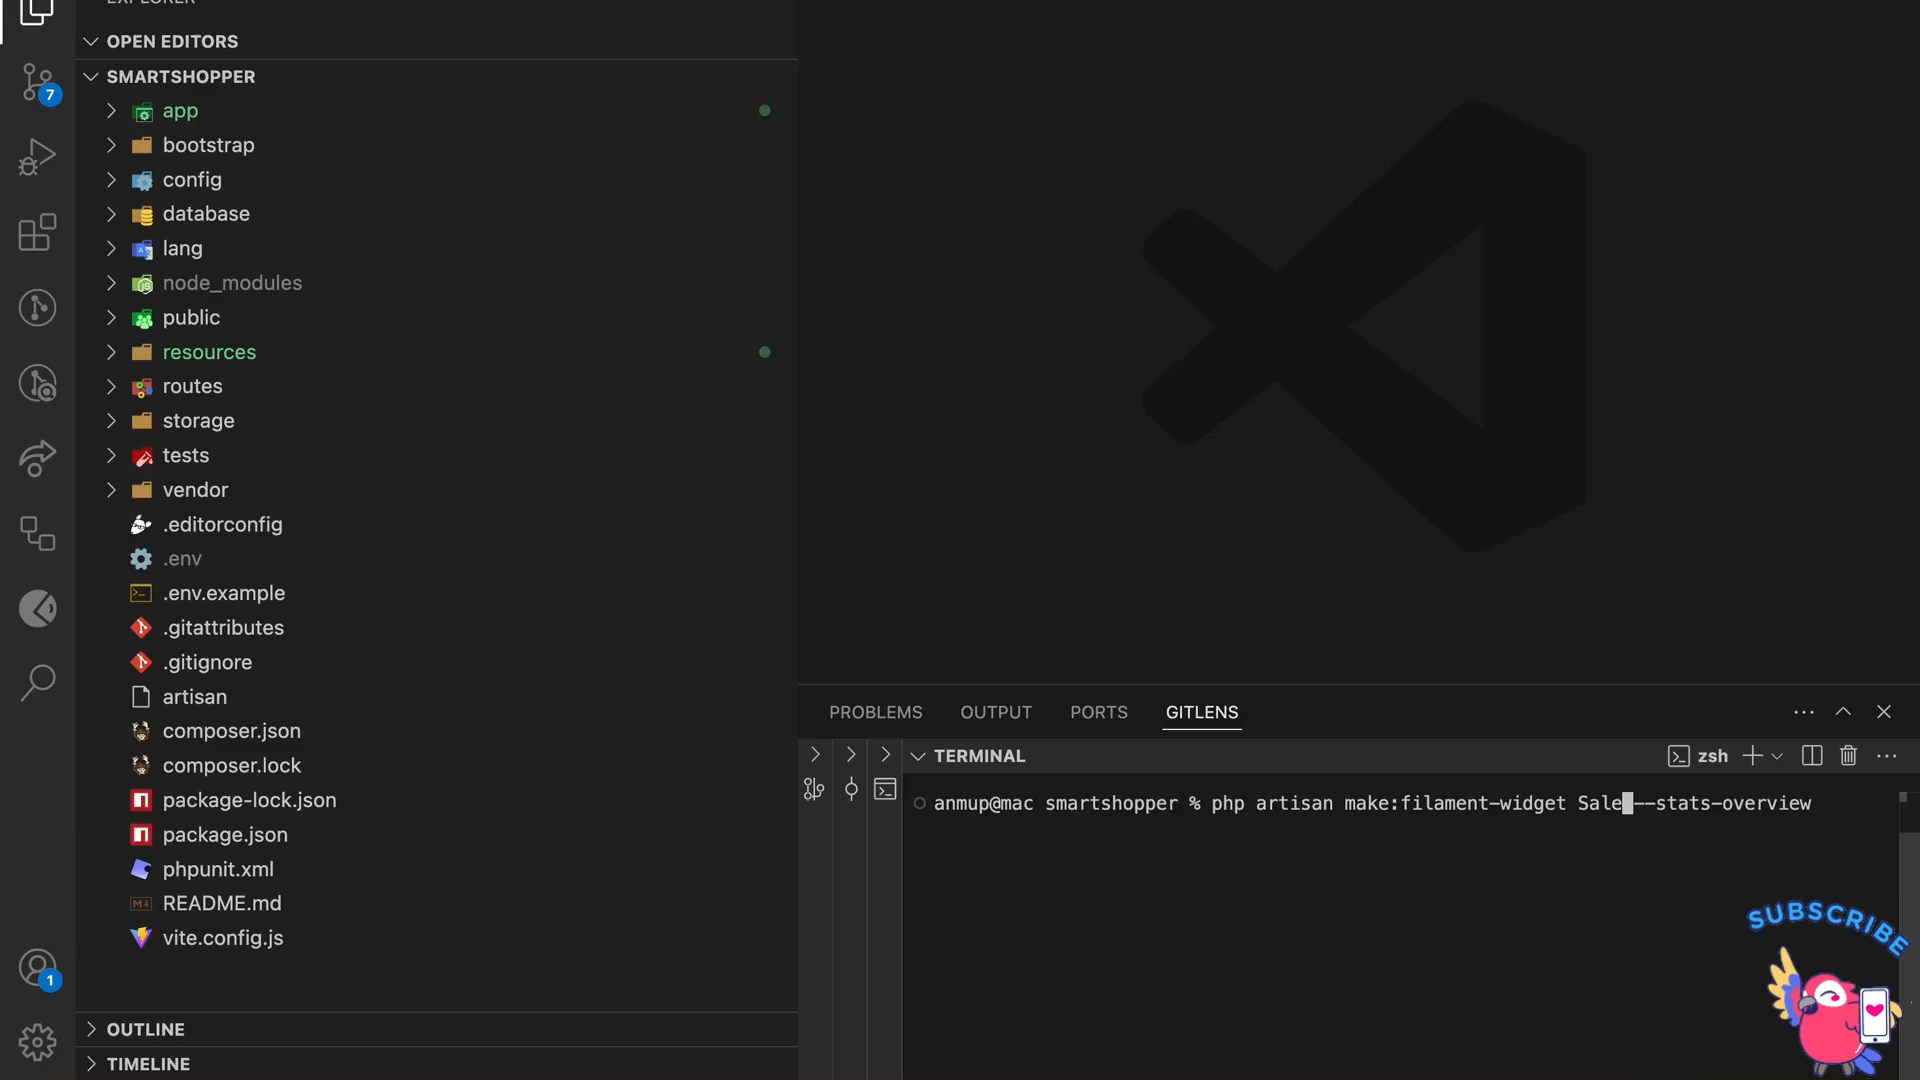 OPEN EDITORS
SMARTSHOPPER
7
app
bootstrap
config
database
lang
node_modules
public
resources
routes
storage
tests
vendor
.editorconfig
.env
.env.example
.gitattributes
.gitignore
artisan
composer.json
composer.lock
package-lock.json
package.json
phpunit.xml
README.md
vite.config.js
1
OUTLINE
TIMELINE
PROBLEMS OUTPUT PORTS GITLENS
TERMINAL zsh
anmup@mac smartshopper % php artisan make:filament-widget Sale --stats-overview
SUBSCRIBE